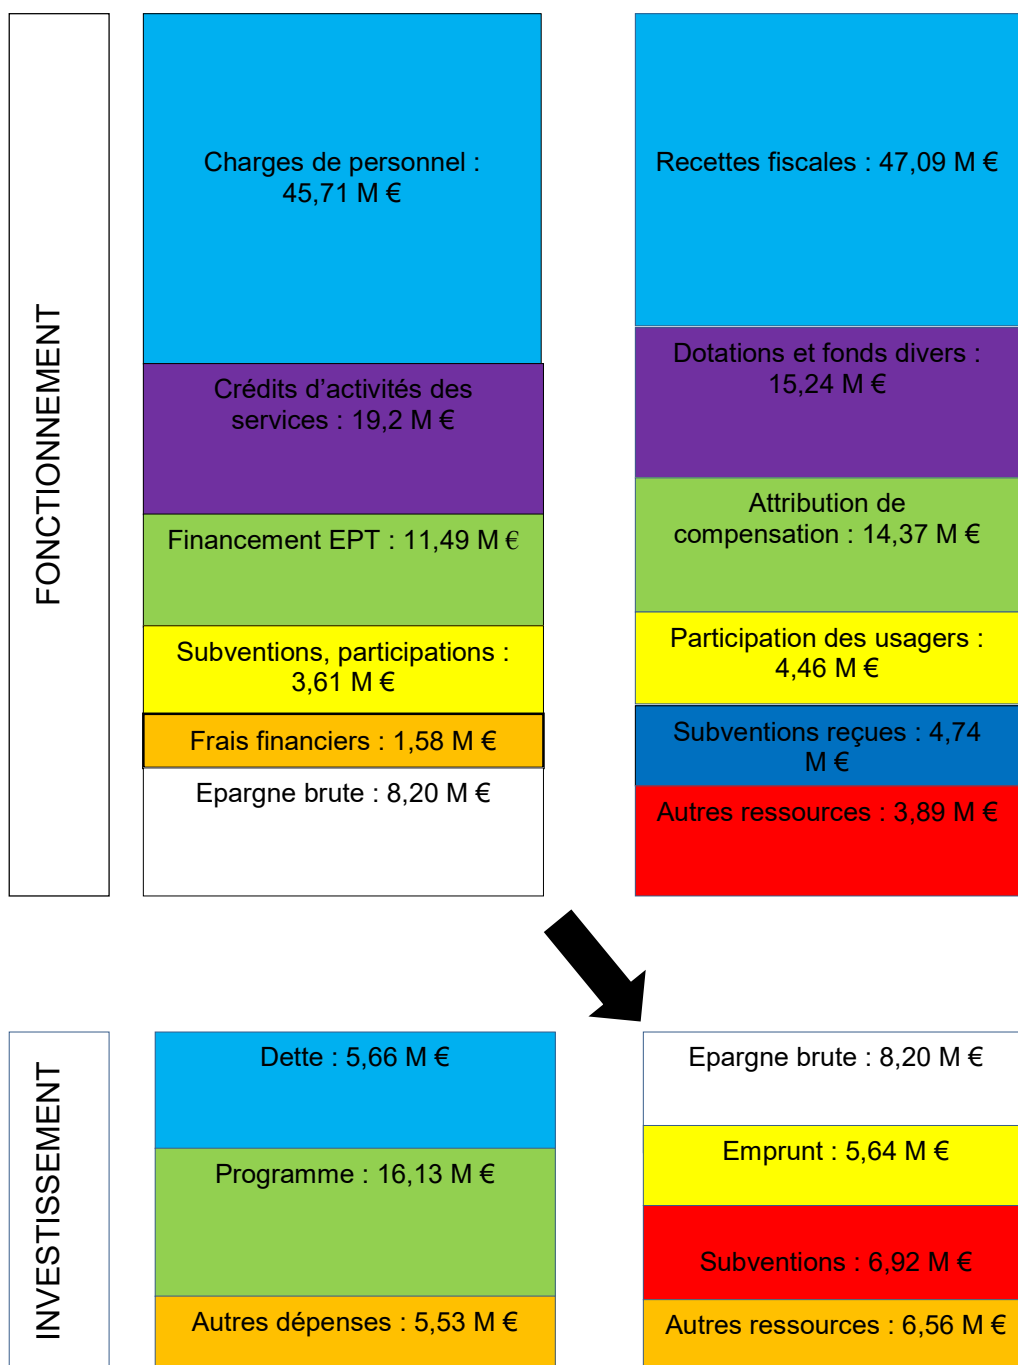 FONCTIONNEMENT
Charges de personnel :
45,71 M €
Crédits d’activités des
services : 19,2 M €
Financement EPT : 11,49 M €
Subventions, participations :
3,61 M €
Frais financiers : 1,58 M €
Epargne brute : 8,20 M €
Recettes fiscales : 47,09 M €
Dotations et fonds divers :
15,24 M €
Attribution de
compensation : 14,37 M €
Participation des usagers :
4,46 M €
Subventions reçues : 4,74
M €
Autres ressources : 3,89 M €
INVESTISSEMENT
Dette : 5,66 M €
Programme : 16,13 M €
Autres dépenses : 5,53 M €
Epargne brute : 8,20 M €
Emprunt : 5,64 M €
Subventions : 6,92 M €
Autres ressources : 6,56 M €